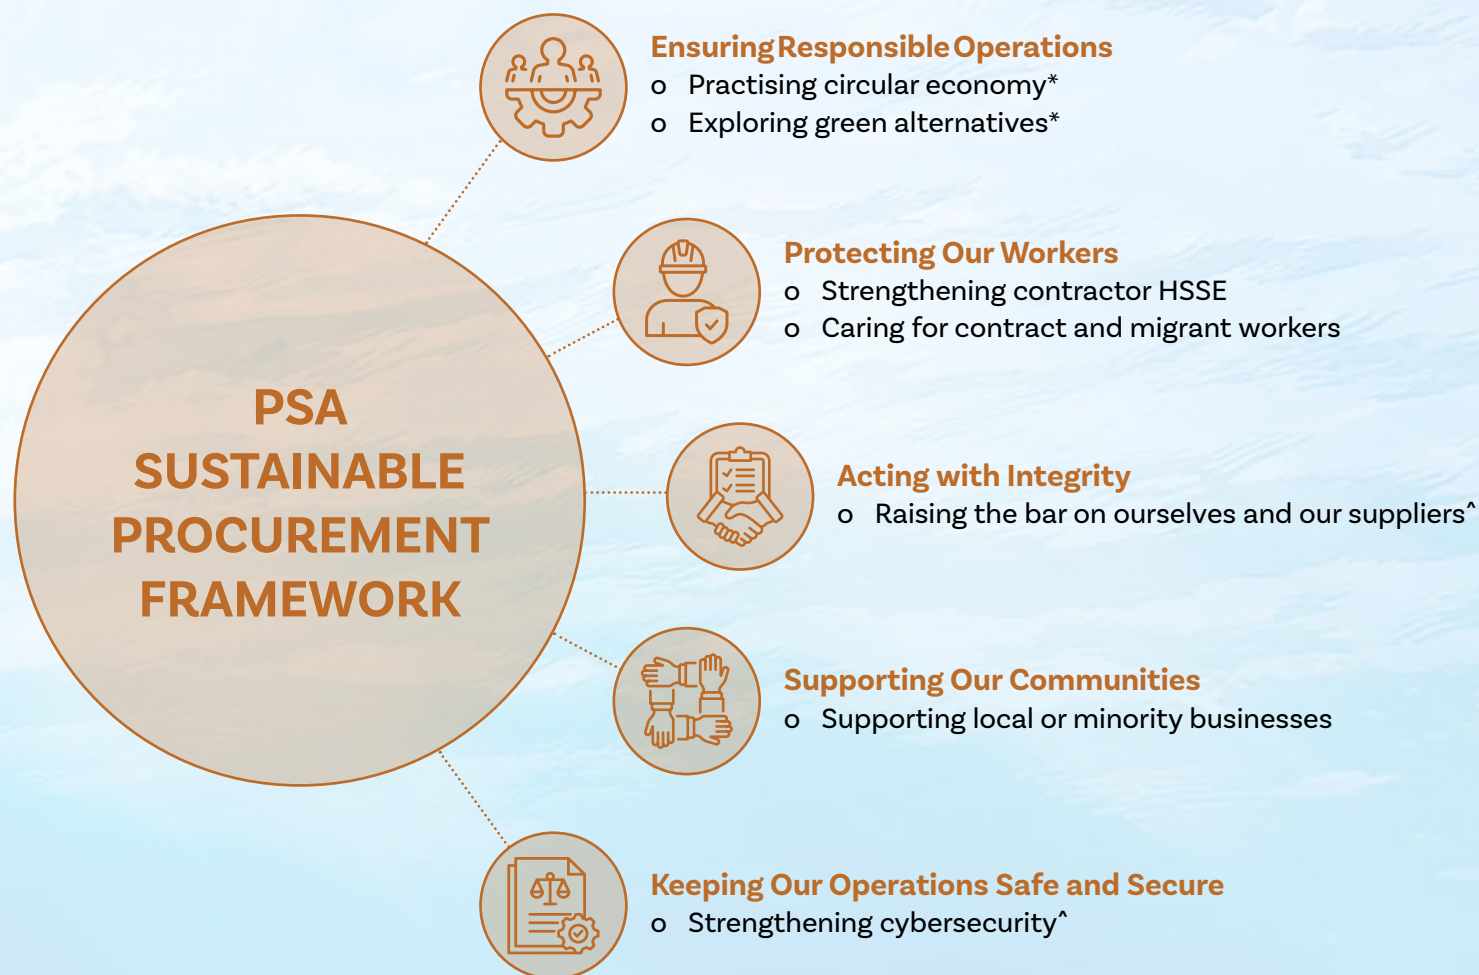 Ensuring Responsible Operations
o Practising circular economy*
o Exploring green alternatives*
Protecting Our Workers
o Strengthening contractor HSSE
o Caring for contract and migrant workers
PSA
SUSTAINABLE
PROCUREMENT
FRAMEWORK
Acting with Integrity
o Raising the bar on ourselves and our suppliers^
Supporting Our Communities
o Supporting local or minority businesses
Keeping Our Operations Safe and Secure
o Strengthening cybersecurity^